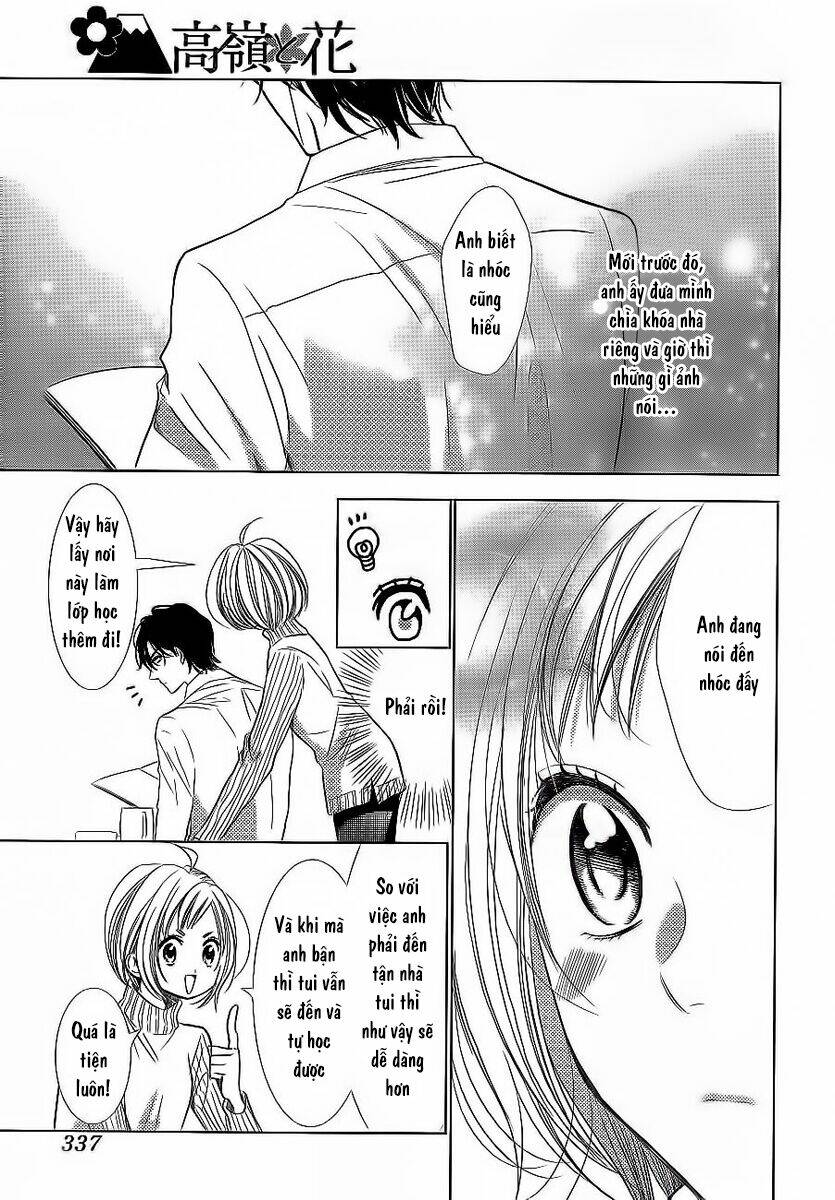 高嶺と花
Mới trước đó,
anh ấy đưa mình
chìa khóa nhà
riêng và giờ thì
những gì ảnh
nói...
Anh biết
là nhóc
cũng
hiểu
Anh đang
nói đến
nhóc đấy
Phải rồi!
Vậy hãy
lấy nơi
này làm
lốp học
thêm đi!
So với
việc anh
phải đến
tận nhà
tui thì
như vậy sẽ
dễ dàng
hơn
Và khi mà
anh bận
thì tui vẫn
sẽ đến và
tự học
được
Quá là
tiện
luôn!
337